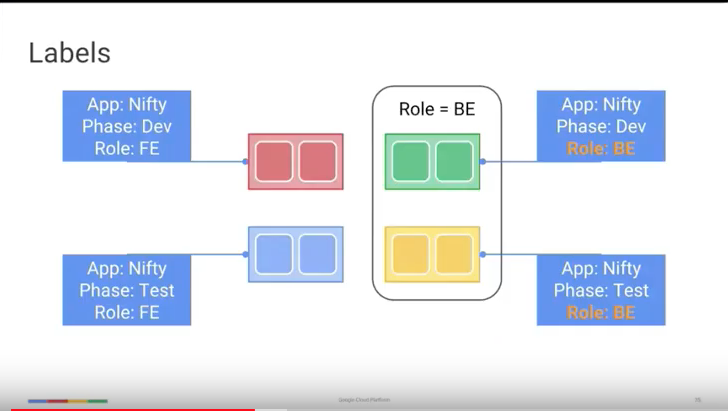 Labels
App: Nifty
Phase: Dev
Role: FE
Role = BE
App: Nifty
Phase: Dev
Role: BE
App: Nifty
Phase: Test
Role: FE
App: Nifty
Phase: Test
Role: BE
Google Cloud Platform